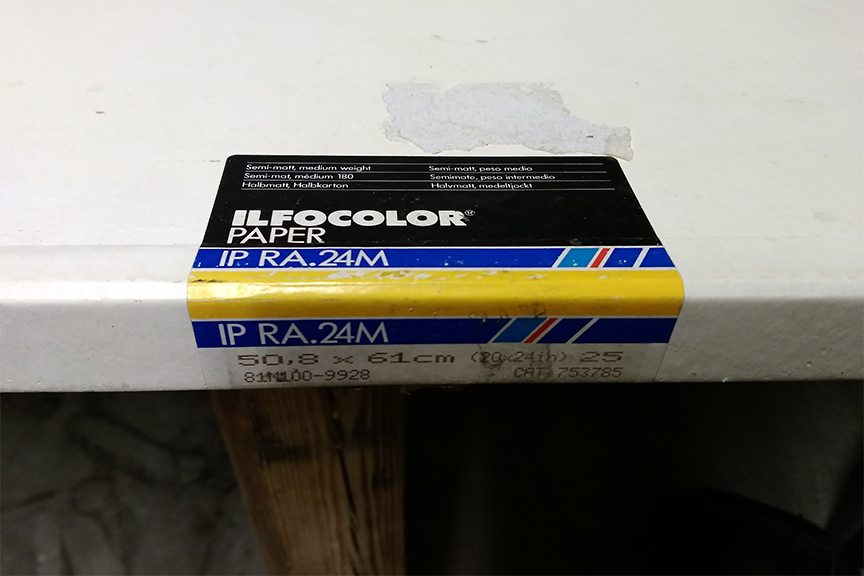 Semi-matt, medium weight Semi-matt, peso medio
Semi-mat, médium 180 Semimate, peso intermedio
Halbmatt, Halbkarton Halvmatt, medeltjockt
ILFOCOLOR®
PAPER
IP RA.24M
IP RA.24M
50,8 x 61cm (20x24in) 25
81M100-9928 CAT 753785